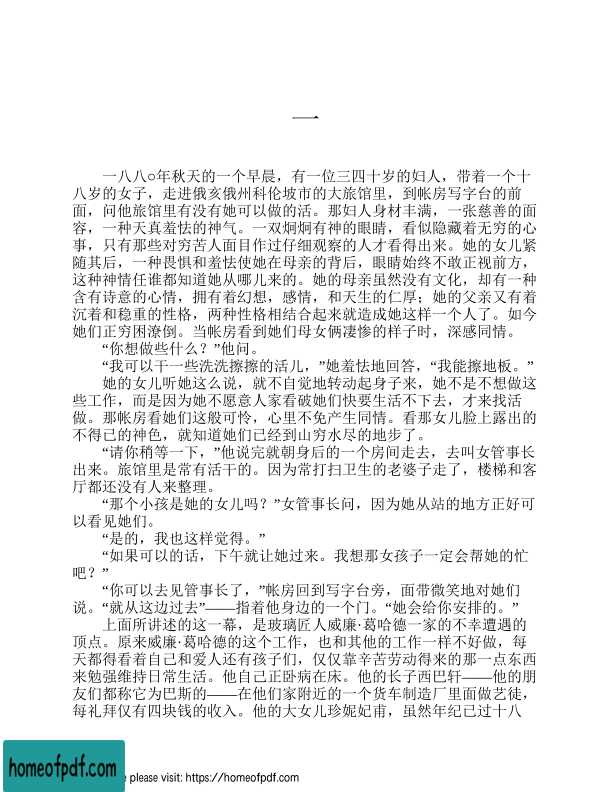 一
一八八○年秋天的一个早晨，有一位三四十岁的妇人，带着一个十
八岁的女子，走进俄亥俄州科伦坡市的大旅馆里，到帐房写字台的前
面，问他旅馆里有没有她可以做的活。那妇人身材丰满，一张慈善的面
容，一种天真羞怯的神气。一双炯炯有神的眼睛，看似隐藏着无穷的心
事，只有那些对穷苦人面目作过仔细观察的人才看得出来。她的女儿紧
随其后，一种畏惧和羞怯使她在母亲的背后，眼睛始终不敢正视前方，
这种神情任谁都知道她从哪儿来的。她的母亲虽然没有文化，却有一种
含有诗意的心情，拥有着幻想，感情，和天生的仁厚；她的父亲又有着
沉着和稳重的性格，两种性格相结合起来就造成她这样一个人了。如今
她们正穷困潦倒。当帐房看到她们母女俩凄惨的样子时，深感同情。
“你想做些什么？”他问。
“我可以干一些洗洗擦擦的活儿，”她羞怯地回答，“我能擦地板。”
她的女儿听她这么说，就不自觉地转动起身子来，她不是不想做这
些工作，而是因为她不愿意人家看破她们快要生活不下去，才来找活
做。那帐房看她们这般可怜，心里不免产生同情。看那女儿脸上露出的
不得已的神色，就知道她们已经到山穷水尽的地步了。
“请你稍等一下，”他说完就朝身后的一个房间走去，去叫女管事长
出来。旅馆里是常有活干的。因为常打扫卫生的老婆子走了，楼梯和客
厅都还没有人来整理。
“那个小孩是她的女儿吗？”女管事长问，因为她从站的地方正好可
以看见她们。
“是的，我也这样觉得。”
“如果可以的话，下午就让她过来。我想那女孩子一定会帮她的忙
吧？”
“你可以去见管事长了，”帐房回到写字台旁，面带微笑地对她们
说。“就从这边过去”——指着他身边的一个门。“她会给你安排的。”
上面所讲述的这一幕，是玻璃匠人威廉·葛哈德一家的不幸遭遇的
顶点。原来威廉·葛哈德的这个工作，也和其他的工作一样不好做，每
天都得看着自己和爱人还有孩子们，仅仅靠辛苦劳动得来的那一点东西
来勉强维持日常生活。他自己正卧病在床。他的长子西巴轩——他的朋
友们都称它为巴斯的——在他们家附近的一个货车制造厂里面做艺徒，
每礼拜仅有四块钱的收入。他的大女儿珍妮妃甫，虽然年纪已过十八
homeofpdf.com
e please visit: https://homeofpdf.com